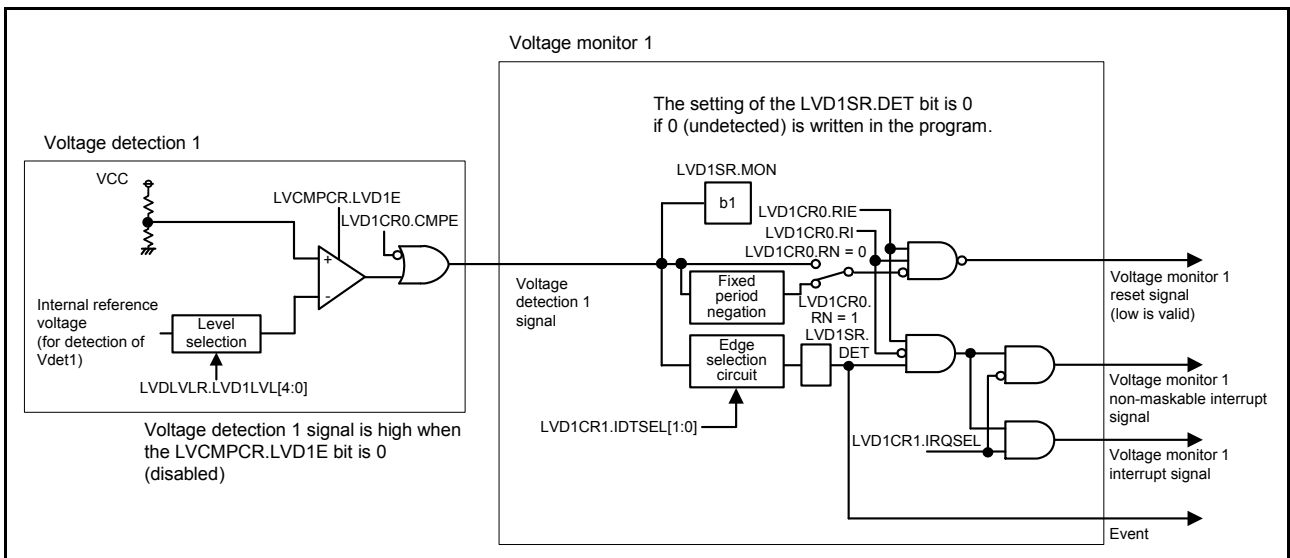 Voltage monitor 1
The setting of the LVD1SR.DET bit is 0
if 0 (undetected) is written in the program.
Voltage detection 1
VCC
LVCMPCR.LVD1E
LVD1CR0.CMPE
+
-
Internal reference
voltage
(for detection of
Vdet1)
Level
selection
LVDLVLR.LVD1LVL[4:0]
Voltage detection 1 signal is high when
the LVCMPCR.LVD1E bit is 0
(disabled)
Voltage
detection 1
signal
LVD1SR.MON
b1
LVD1CR0.RIE
LVD1CR0.RI
LVD1CR0.RN = 0
Fixed
period
negation
LVD1CR0.
RN = 1
LVD1SR.
DET
Edge
selection
circuit
LVD1CR1.IDTSEL[1:0]
LVD1CR1.IRQSEL
Voltage monitor 1
reset signal
(low is valid)
Voltage monitor 1
non-maskable interrupt
signal
Voltage monitor 1
interrupt signal
Event